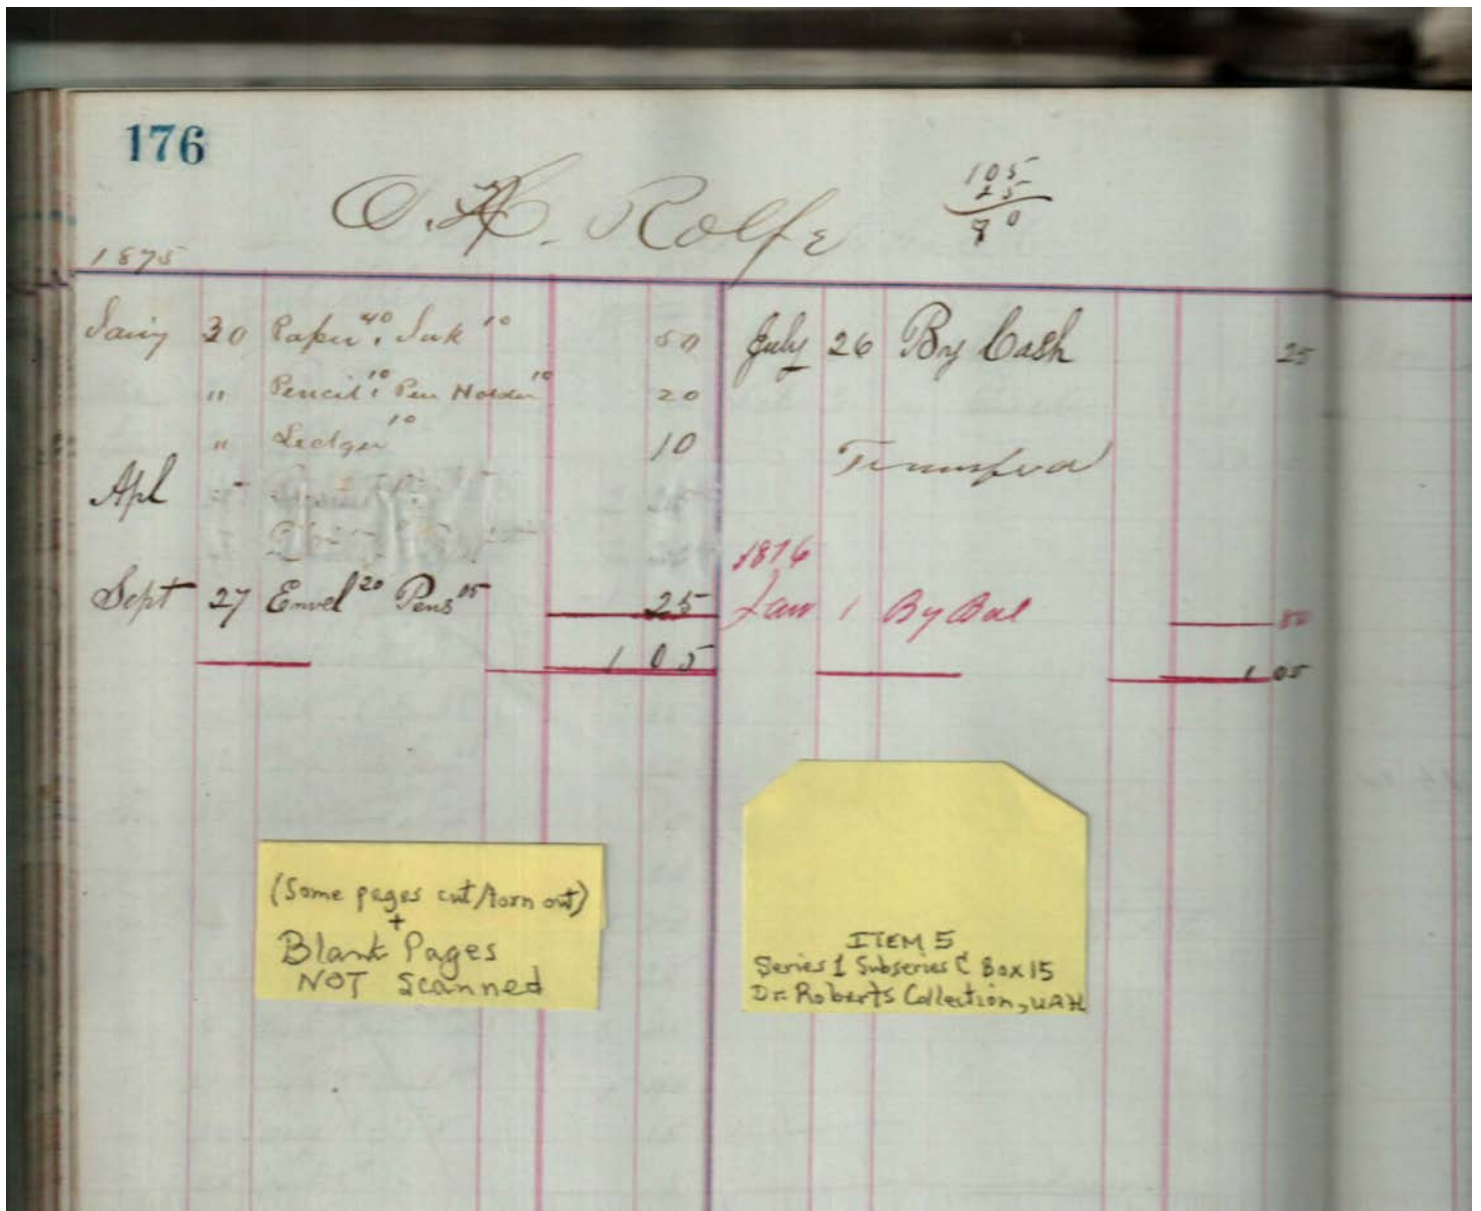 176
O. H. Rolfe
105
25
80
1875
Jany 30 Paper 40 Ink 10 50
" Pencil 10 Pen Holder 10 20
" Ledger 10 10
Apl
Sept 27 Envel 20 Pens 05 25
1 05
July 26 By Cash 25
Transferd
1876
Jan 1 By Bal 80
1 05
(Some pages cut/torn out)
+
Blank Pages
NOT Scanned
ITEM 5
Series 1 Subseries C Box 15
Dr. Roberts Collection, UAH